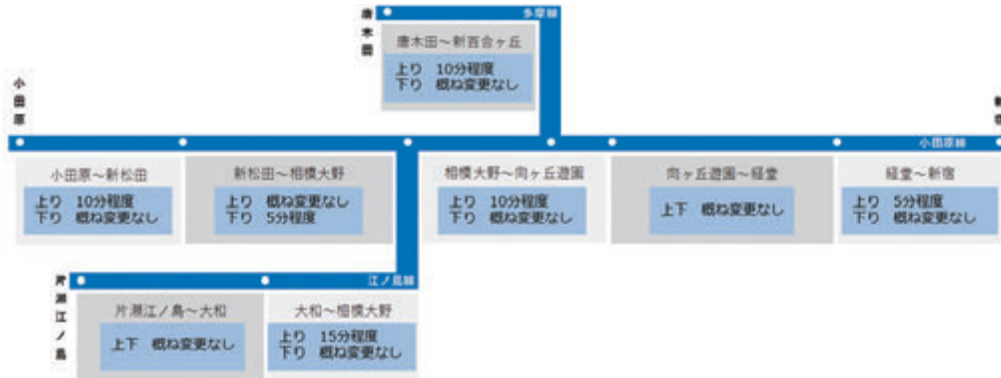 唐木田
多摩線
唐木田～新百合ヶ丘
上り 10分程度
下り 概ね変更なし
小田原
新宿
小田原線
小田原～新松田
上り 10分程度
下り 概ね変更なし
新松田～相模大野
上り 概ね変更なし
下り 5分程度
相模大野～向ヶ丘遊園
上り 10分程度
下り 概ね変更なし
向ヶ丘遊園～経堂
上下 概ね変更なし
経堂～新宿
上り 5分程度
下り 概ね変更なし
片瀬江ノ島
江ノ島線
片瀬江ノ島～大和
上下 概ね変更なし
大和～相模大野
上り 15分程度
下り 概ね変更なし